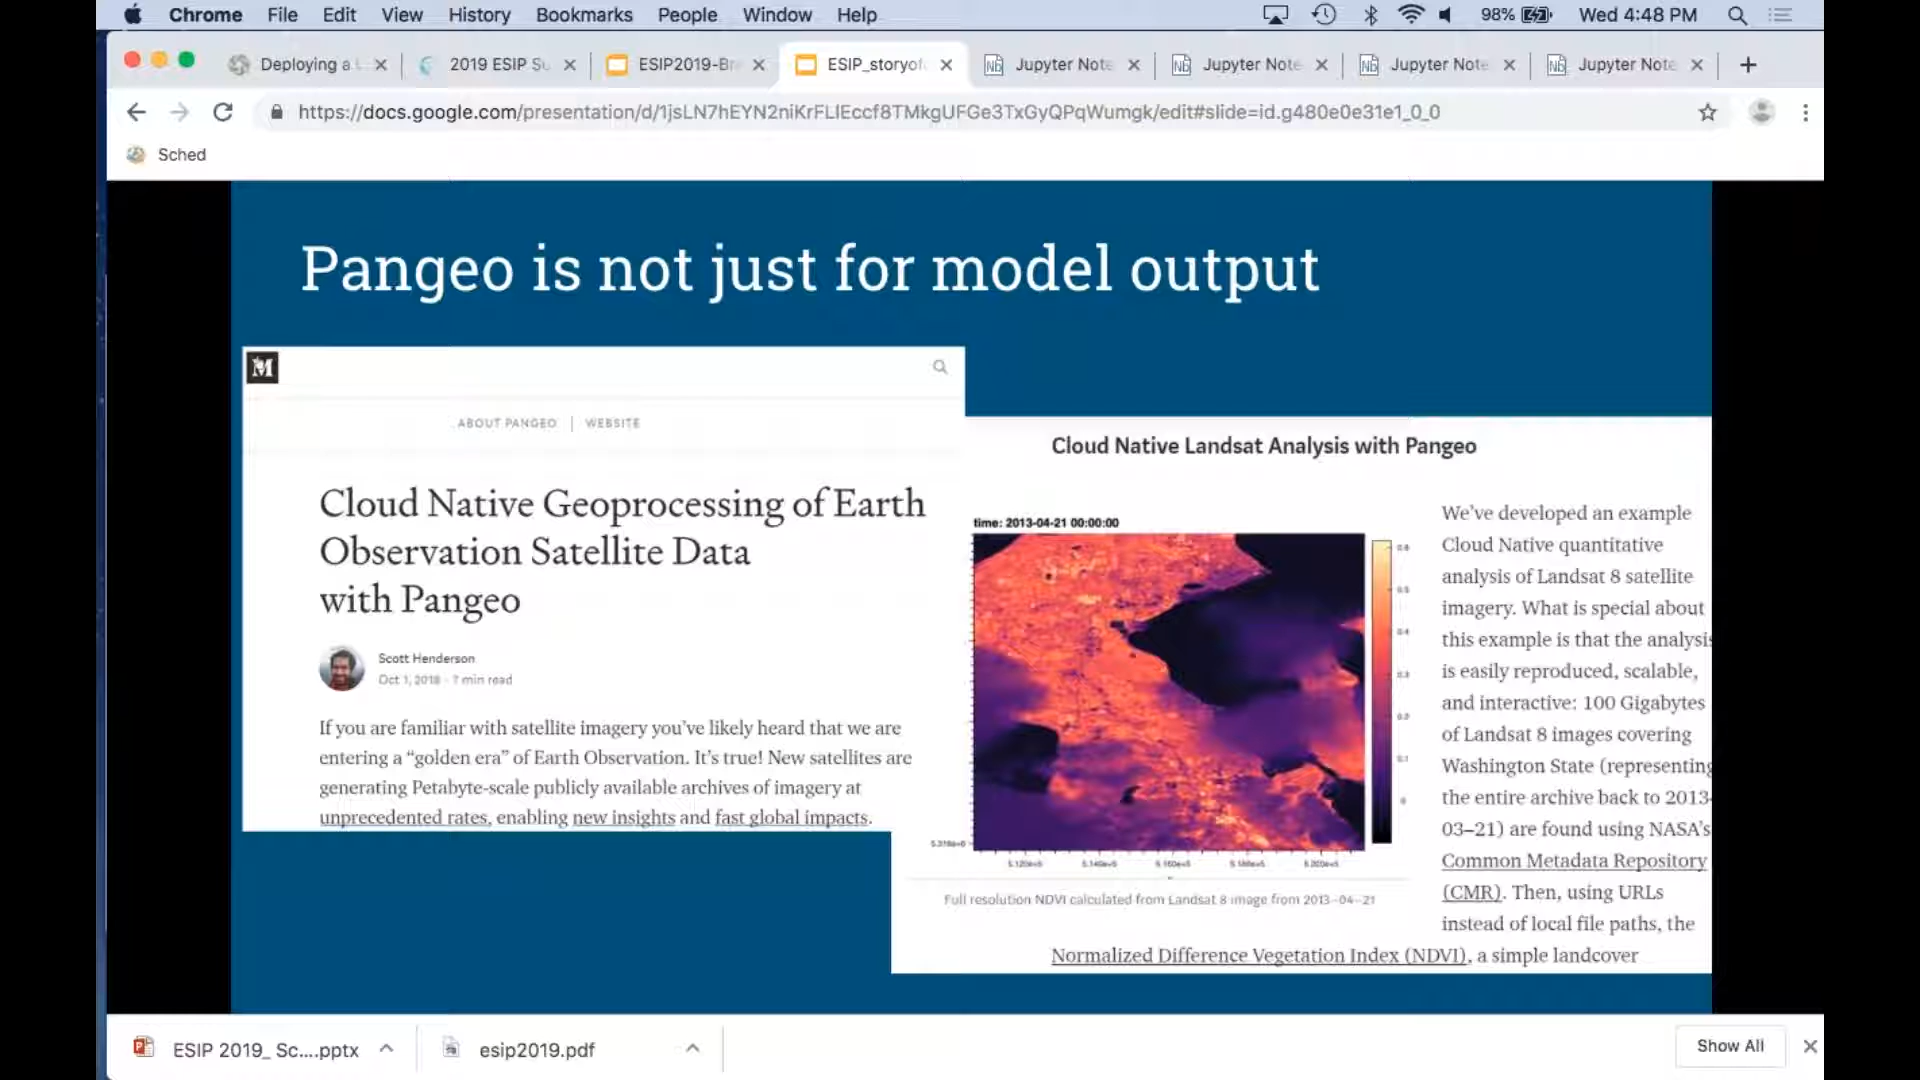 Chrome File Edit View History Bookmarks People Window Help 98% Wed 4:48 PM
Deploying a 2019 ESIP Su ESIP2019-Br ESIP_storyof Jupyter Note Jupyter Note Jupyter Note Jupyter Note
https://docs.google.com/presentation/d/1jsLN7hEYN2niKrFLIEccf8TMkgUFGe3TxGyQPqWumgk/edit#slide=id.g480e0e31e1_0_0
Sched
Pangeo is not just for model output
M
ABOUT PANGEO | WEBSITE
Cloud Native Geoprocessing of Earth
Observation Satellite Data
with Pangeo
Scott Henderson
Oct 1, 2018 · 7 min read
If you are familiar with satellite imagery you've likely heard that we are
entering a “golden era” of Earth Observation. It's true! New satellites are
generating Petabyte-scale publicly available archives of imagery at
unprecedented rates, enabling new insights and fast global impacts.
Cloud Native Landsat Analysis with Pangeo
time: 2013-04-21 00:00:00
Full resolution NDVI calculated from Landsat 8 image from 2013-04-21
We've developed an example
Cloud Native quantitative
analysis of Landsat 8 satellite
imagery. What is special about
this example is that the analysis
is easily reproduced, scalable,
and interactive: 100 Gigabytes
of Landsat 8 images covering
Washington State (representing
the entire archive back to 2013-
03–21) are found using NASA's
Common Metadata Repository
(CMR). Then, using URLs
instead of local file paths, the
Normalized Difference Vegetation Index (NDVI), a simple landcover
ESIP 2019_ Sc....pptx esip2019.pdf Show All